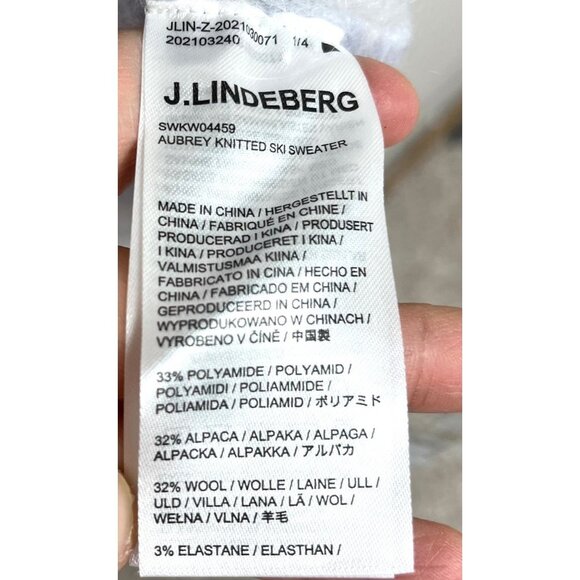 JLIN-Z-2021030071 1/4
202103240
J.LINDEBERG
SWKW04459
AUBREY KNITTED SKI SWEATER
MADE IN CHINA / HERGESTELLT IN
CHINA / FABRIQUÉ EN CHINE /
PRODUCERAD I KINA / PRODUSERT
I KINA / PRODUCERET I KINA /
VALMISTUSMAA KIINA /
FABBRICATO IN CINA / HECHO EN
CHINA / FABRICADO EM CHINA /
GEPRODUCEERD IN CHINA /
WYPRODUKOWANO W CHINACH /
VYROBENO V ČÍNĚ / 中国製
33% POLYAMIDE / POLYAMID /
POLYAMIDI / POLIAMMIDE /
POLIAMIDA / POLIAMID / ポリアミド
32% ALPACA / ALPAKA / ALPAGA /
ALPACKA / ALPAKKA / アルパカ
32% WOOL / WOLLE / LAINE / ULL /
ULD / VILLA / LANA / LÃ / WOL /
WEŁNA / VLNA / 羊毛
3% ELASTANE / ELASTHAN /